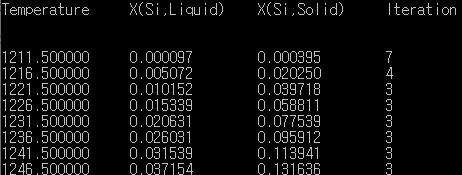 Temperature X(Si,Liquid) X(Si,Solid) Iteration
1211.500000 0.000097 0.000395 7
1216.500000 0.005072 0.020250 4
1221.500000 0.010152 0.039718 3
1226.500000 0.015339 0.058811 3
1231.500000 0.020631 0.077539 3
1236.500000 0.026031 0.095912 3
1241.500000 0.031539 0.113941 3
1246.500000 0.037154 0.131636 3